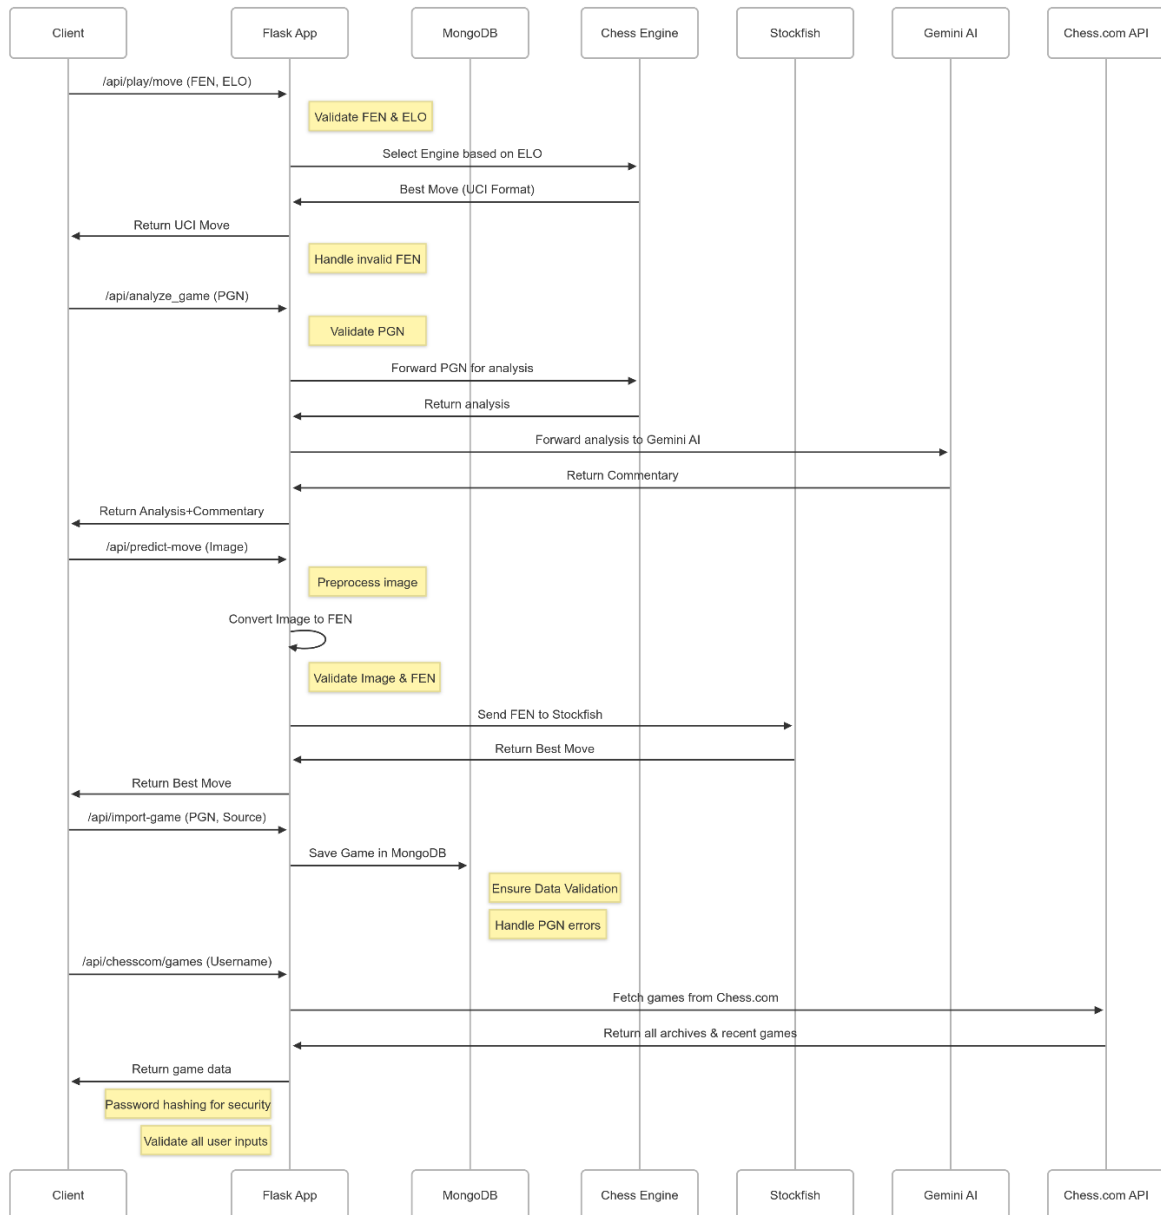 Client
Flask App
MongoDB
Chess Engine
Stockfish
Gemini AI
Chess.com API
/api/play/move (FEN, ELO)
Validate FEN & ELO
Select Engine based on ELO
Best Move (UCI Format)
Return UCI Move
Handle invalid FEN
/api/analyze_game (PGN)
Validate PGN
Forward PGN for analysis
Return analysis
Forward analysis to Gemini AI
Return Commentary
Return Analysis+Commentary
/api/predict-move (Image)
Preprocess image
Convert Image to FEN
Validate Image & FEN
Send FEN to Stockfish
Return Best Move
Return Best Move
/api/import-game (PGN, Source)
Save Game in MongoDB
Ensure Data Validation
Handle PGN errors
/api/chesscom/games (Username)
Fetch games from Chess.com
Return all archives & recent games
Return game data
Password hashing for security
Validate all user inputs
Client
Flask App
MongoDB
Chess Engine
Stockfish
Gemini AI
Chess.com API